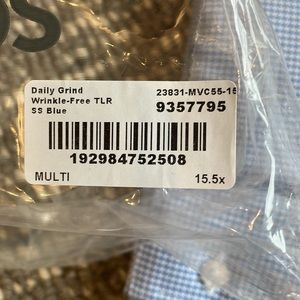 Daily Grind
23831-MVC55-15
Wrinkle-Free TLR
9357795
SS Blue
192984752508
MULTI
15.5x